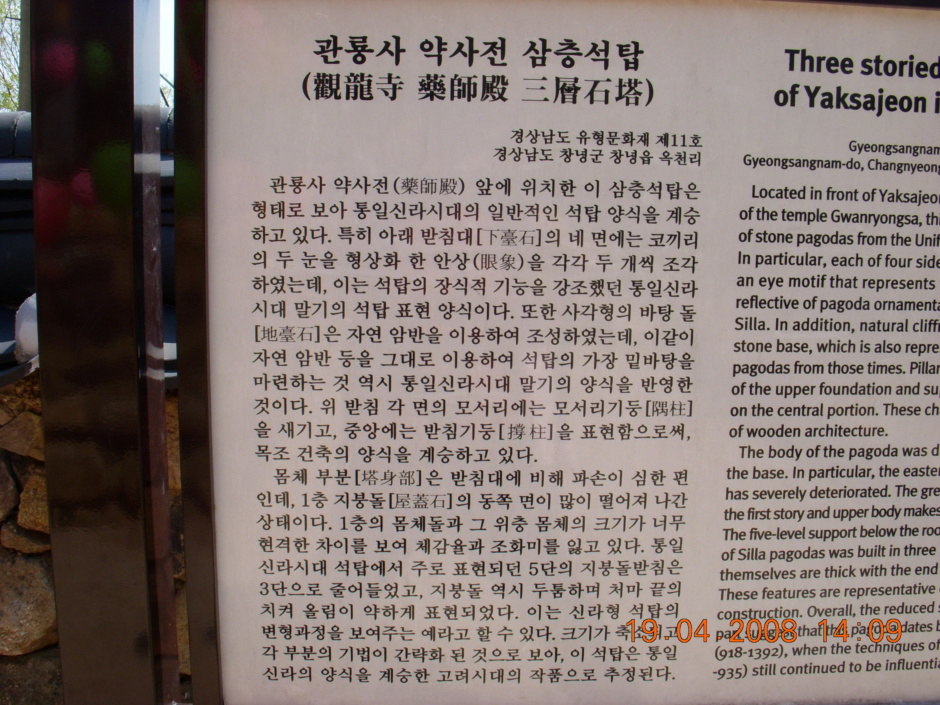 관룡사 약사전 삼층석탑
(觀龍寺 藥師殿 三層石塔)
경상남도 유형문화재 제11호
경상남도 창녕군 창녕읍 옥천리
관룡사 약사전(藥師殿) 앞에 위치한 이 삼층석탑은
형태로 보아 통일신라시대의 일반적인 석탑 양식을 계승
하고 있다. 특히 아래 받침대[下臺石]의 네 면에는 코끼리
의 두 눈을 형상화 한 안상(眼象)을 각각 두 개씩 조각
하였는데, 이는 석탑의 장식적 기능을 강조했던 통일신라
시대 말기의 석탑 표현 양식이다. 또한 사각형의 바탕 돌
[地臺石]은 자연 암반을 이용하여 조성하였는데, 이같이
자연 암반 등을 그대로 이용하여 석탑의 가장 밑바탕을
마련하는 것 역시 통일신라시대 말기의 양식을 반영한
것이다. 위 받침 각 면의 모서리에는 모서리기둥[隅柱]
을 새기고, 중앙에는 받침기둥[撐柱]을 표현함으로써,
목조 건축의 양식을 계승하고 있다.
몸체 부분[塔身部]은 받침대에 비해 파손이 심한 편
인데, 1층 지붕돌[屋蓋石]의 동쪽 면이 많이 떨어져 나간
상태이다. 1층의 몸체돌과 그 위층 몸체의 크기가 너무
현격한 차이를 보여 체감율과 조화미를 잃고 있다. 통일
신라시대 석탑에서 주로 표현되던 5단의 지붕돌받침은
3단으로 줄어들었고, 지붕돌 역시 두툼하며 처마 끝의
치켜 올림이 약하게 표현되었다. 이는 신라형 석탑의
변형과정을 보여주는 예라고 할 수 있다. 크기가
각 부분의 기법이 간략화 된 것으로 보아, 이 석탑은 통일
신라의 양식을 계승한 고려시대의 작품으로 추정된다.
Three storied
of Yaksajeon i
Gyeongsangnam
Gyeongsangnam-do, Changnyeong
Located in front of Yaksajeo
of the temple Gwanryongsa, th
of stone pagodas from the Unif
In particular, each of four side
an eye motif that represents
reflective of pagoda ornamenta
Silla. In addition, natural cliff
stone base, which is also repre
pagodas from those times. Pillar
of the upper foundation and su
on the central portion. These ch
of wooden architecture.
The body of the pagoda was d
the base. In particular, the easte
has severely deteriorated. The gre
the first story and upper body makes
The five-level support below the roo
of Silla pagodas was built in three
themselves are thick with the end
These features are representative
construction. Overall, the reduced s
suggest that the dates b
(918-1392), when the techniques of
-935) still continued to be influentia
19.04.2008 14:09